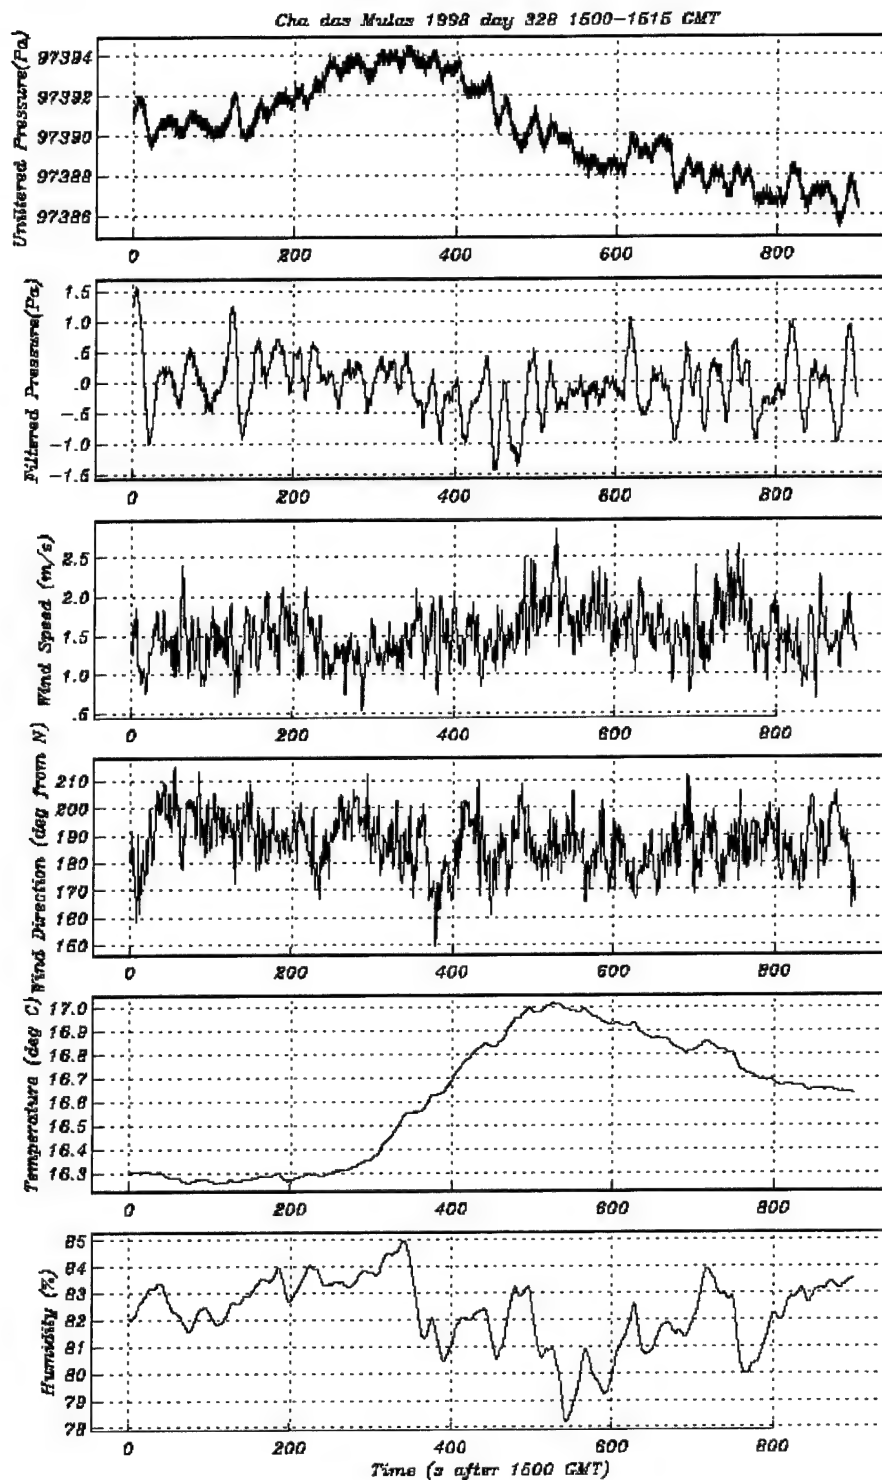 Cha das Mulas 1998 day 328 1500-1515 GMT
Unfiltered Pressure(Pa)
97394
97392
97390
97388
97386
0 200 400 600 800
Filtered Pressure(Pa)
1.5
1.0
.5
.0
-.5
-1.0
-1.5
0 200 400 600 800
Wind Speed (m/s)
2.5
2.0
1.5
1.0
.5
0 200 400 600 800
Wind Direction (deg from N)
210
200
190
180
170
160
150
0 200 400 600 800
Temperature (deg C)
17.0
16.9
16.8
16.7
16.6
16.5
16.4
16.3
0 200 400 600 800
Humidity (%)
85
84
83
82
81
80
79
78
0 200 400 600 800
Time (s after 1500 GMT)